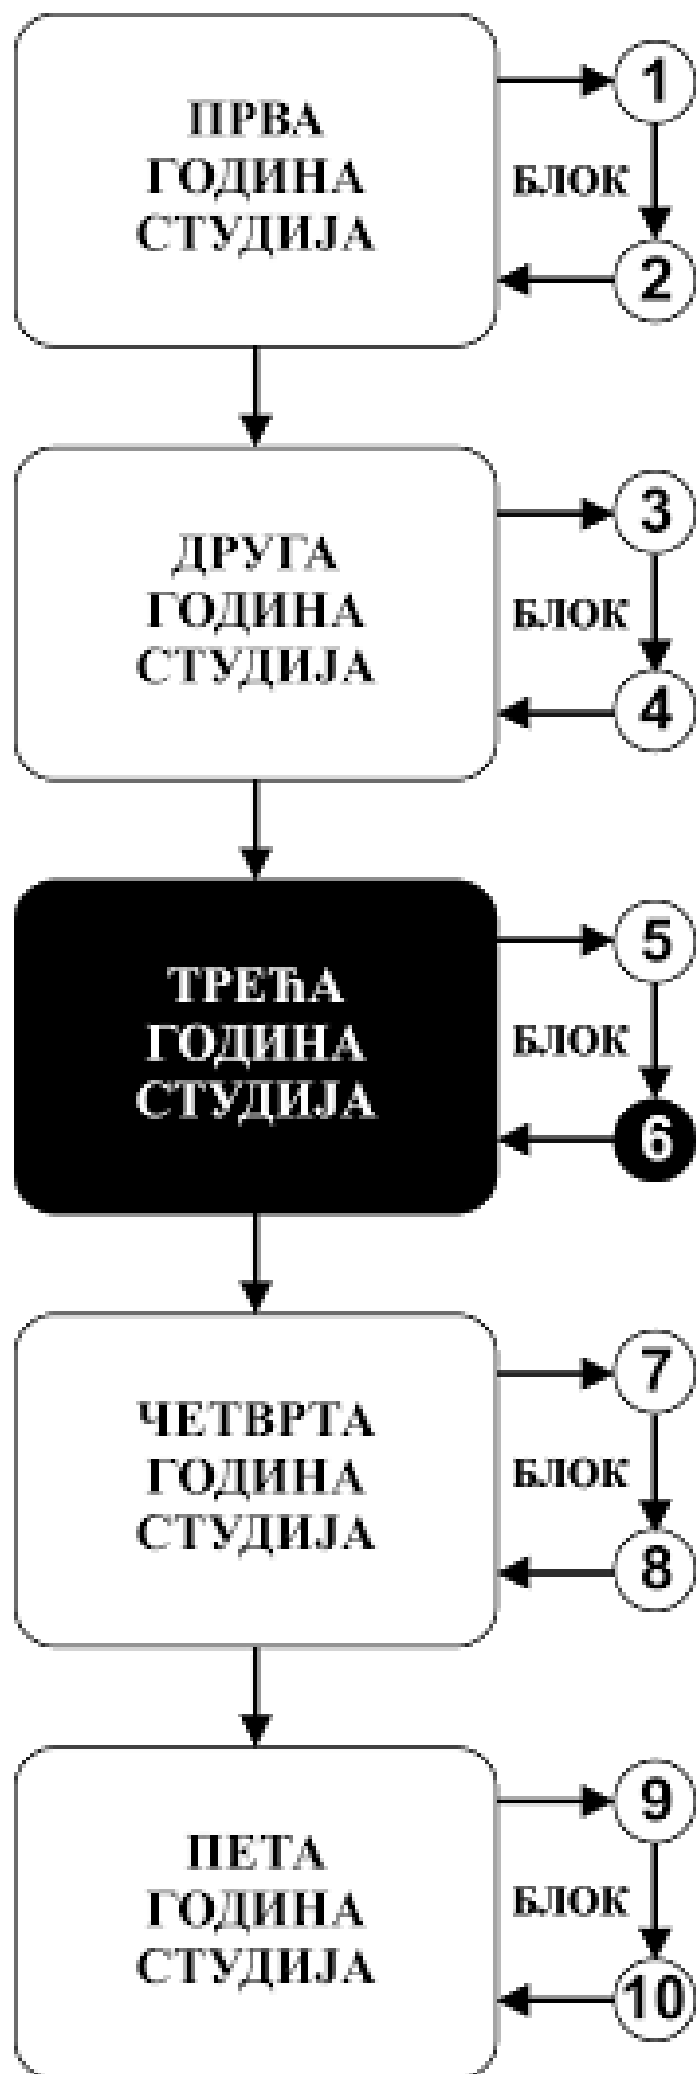 ПРВА
ГОДИНА
СТУДИЈА
1
БЛОК
2
ДРУГА
ГОДИНА
СТУДИЈА
3
БЛОК
4
ТРЕЋА
ГОДИНА
СТУДИЈА
5
БЛОК
6
ЧЕТВРТА
ГОДИНА
СТУДИЈА
7
БЛОК
8
ПЕТА
ГОДИНА
СТУДИЈА
9
БЛОК
10